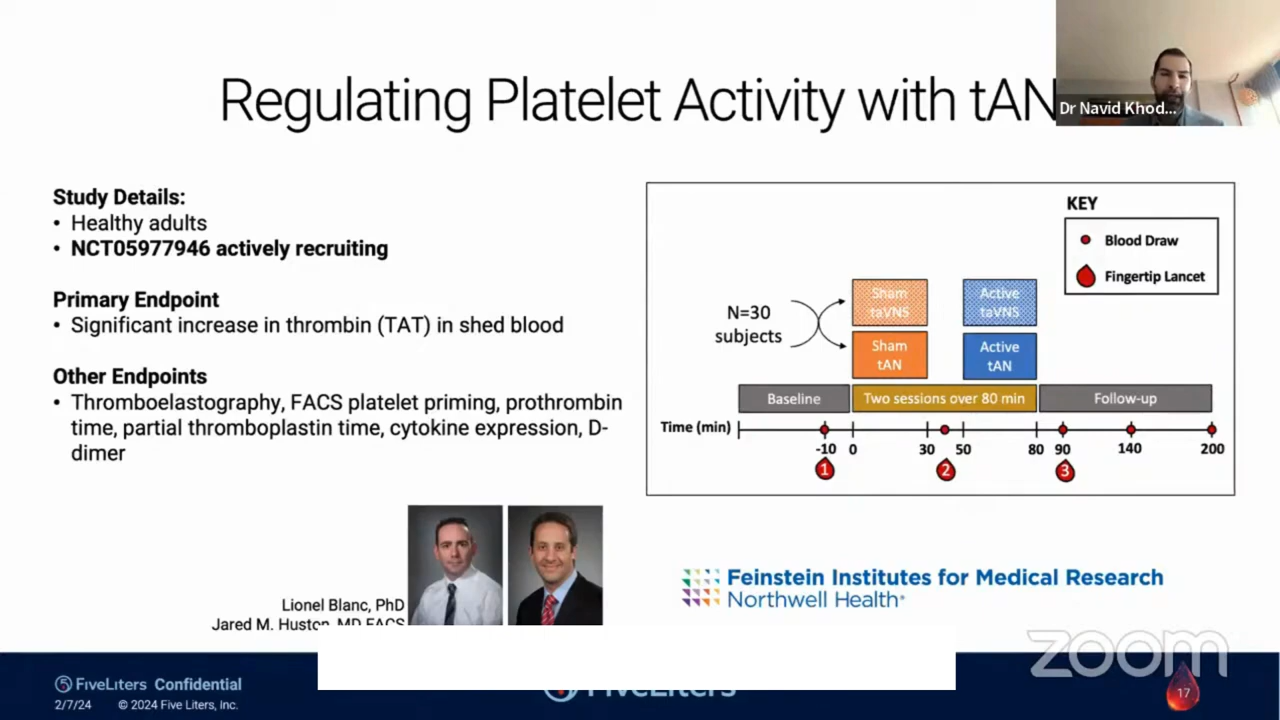 Regulating Platelet Activity with tAN
Dr Navid Khod...
Study Details:
• Healthy adults
• NCT05977946 actively recruiting
Primary Endpoint
• Significant increase in thrombin (TAT) in shed blood
Other Endpoints
• Thromboelastography, FACS platelet priming, prothrombin
time, partial thromboplastin time, cytokine expression, D-
dimer
KEY
Blood Draw
Fingertip Lancet
N=30
subjects
Sham
taVNS
Active
taVNS
Sham
tAN
Active
tAN
Baseline
Two sessions over 80 min
Follow-up
Time (min)
-10 0 30 50 80 90 140 200
1 2 3
Lionel Blanc, PhD
Jared M. Huston, MD FACS
Feinstein Institutes for Medical Research
Northwell Health
zoom
FiveLiters Confidential
2/7/24 © 2024 Five Liters, Inc.
FiveLiters
17